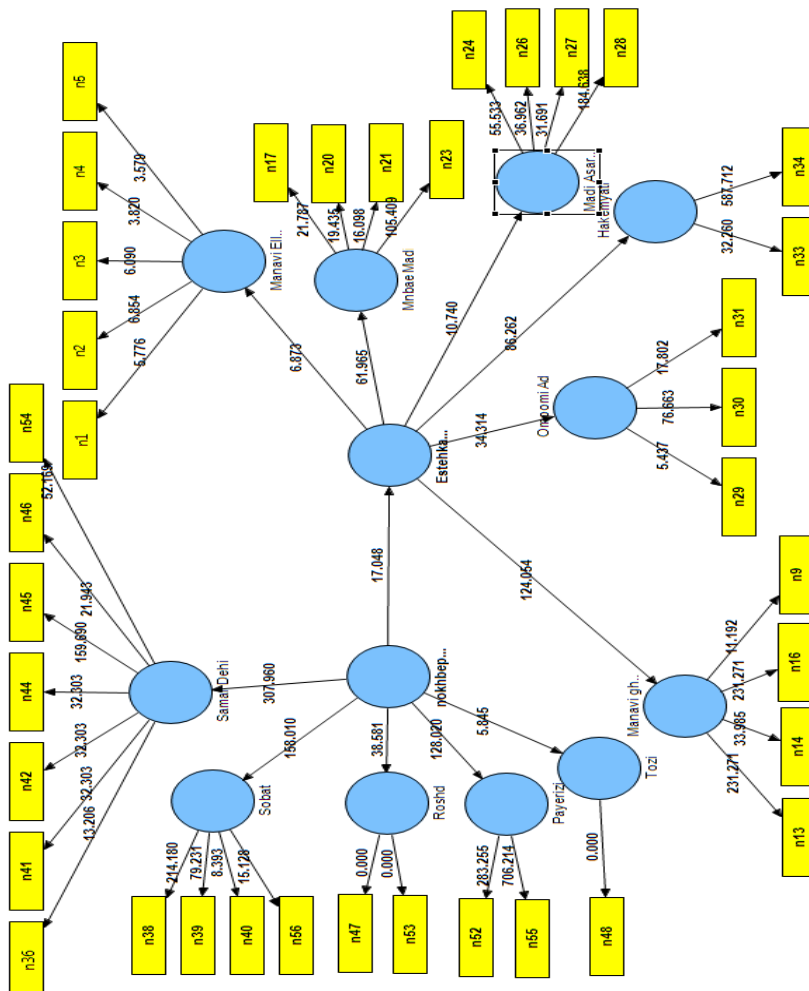 n5
n4
n3
n2
n1
3.579
3.820
6.090
6.854
5.776
Manavi Ell..
n17
n20
n21
n23
21.787
19.435
16.098
105.409
Mnbae Mad
n24
n26
n27
n28
55.533
36.962
31.691
184.638
Madi Asar..
n34
n33
587.712
32.260
6.873
61.965
10.740
86.262
34.314
124.054
Estehka...
n31
n30
n29
17.802
76.663
5.437
Ad
n54
n46
n45
n44
n42
n41
n36
52.169
21.943
159.690
32.303
32.303
32.303
13.206
Samar Dehi
17.048
307.960
158.010
38.581
128.020
5.845
nokhbep...
n38
n39
n40
n56
214.180
79.231
8.393
15.128
Sobat
n47
n53
0.000
0.000
Roshd
n52
n55
283.255
706.214
Payerizi
n48
0.000
Tozi
n9
n16
n14
n13
11.192
231.271
33.985
231.271
Manavi gh..